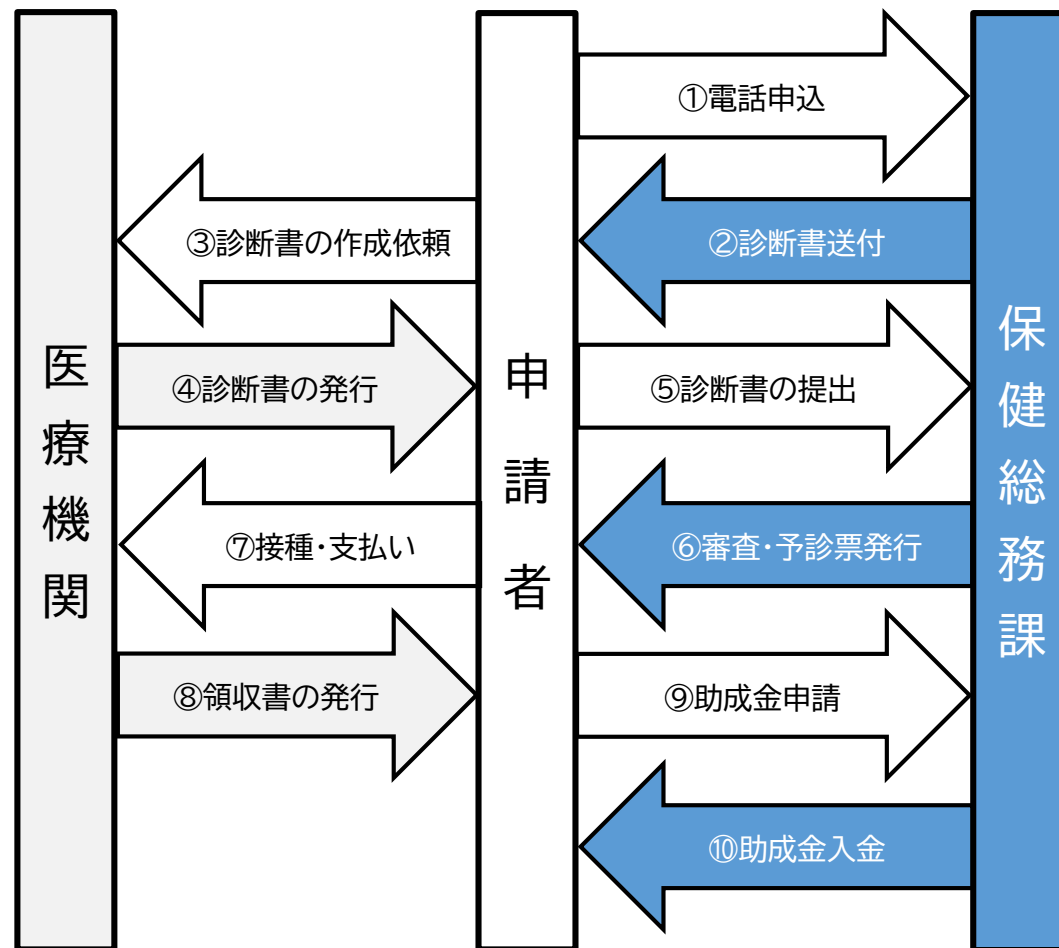 ①電話申込
②診断書送付
③診断書の作成依頼
④診断書の発行
⑤診断書の提出
⑥審査・予診票発行
⑦接種・支払い
⑧領収書の発行
⑨助成金申請
⑩助成金入金
医療機関
申請者
保健総務課